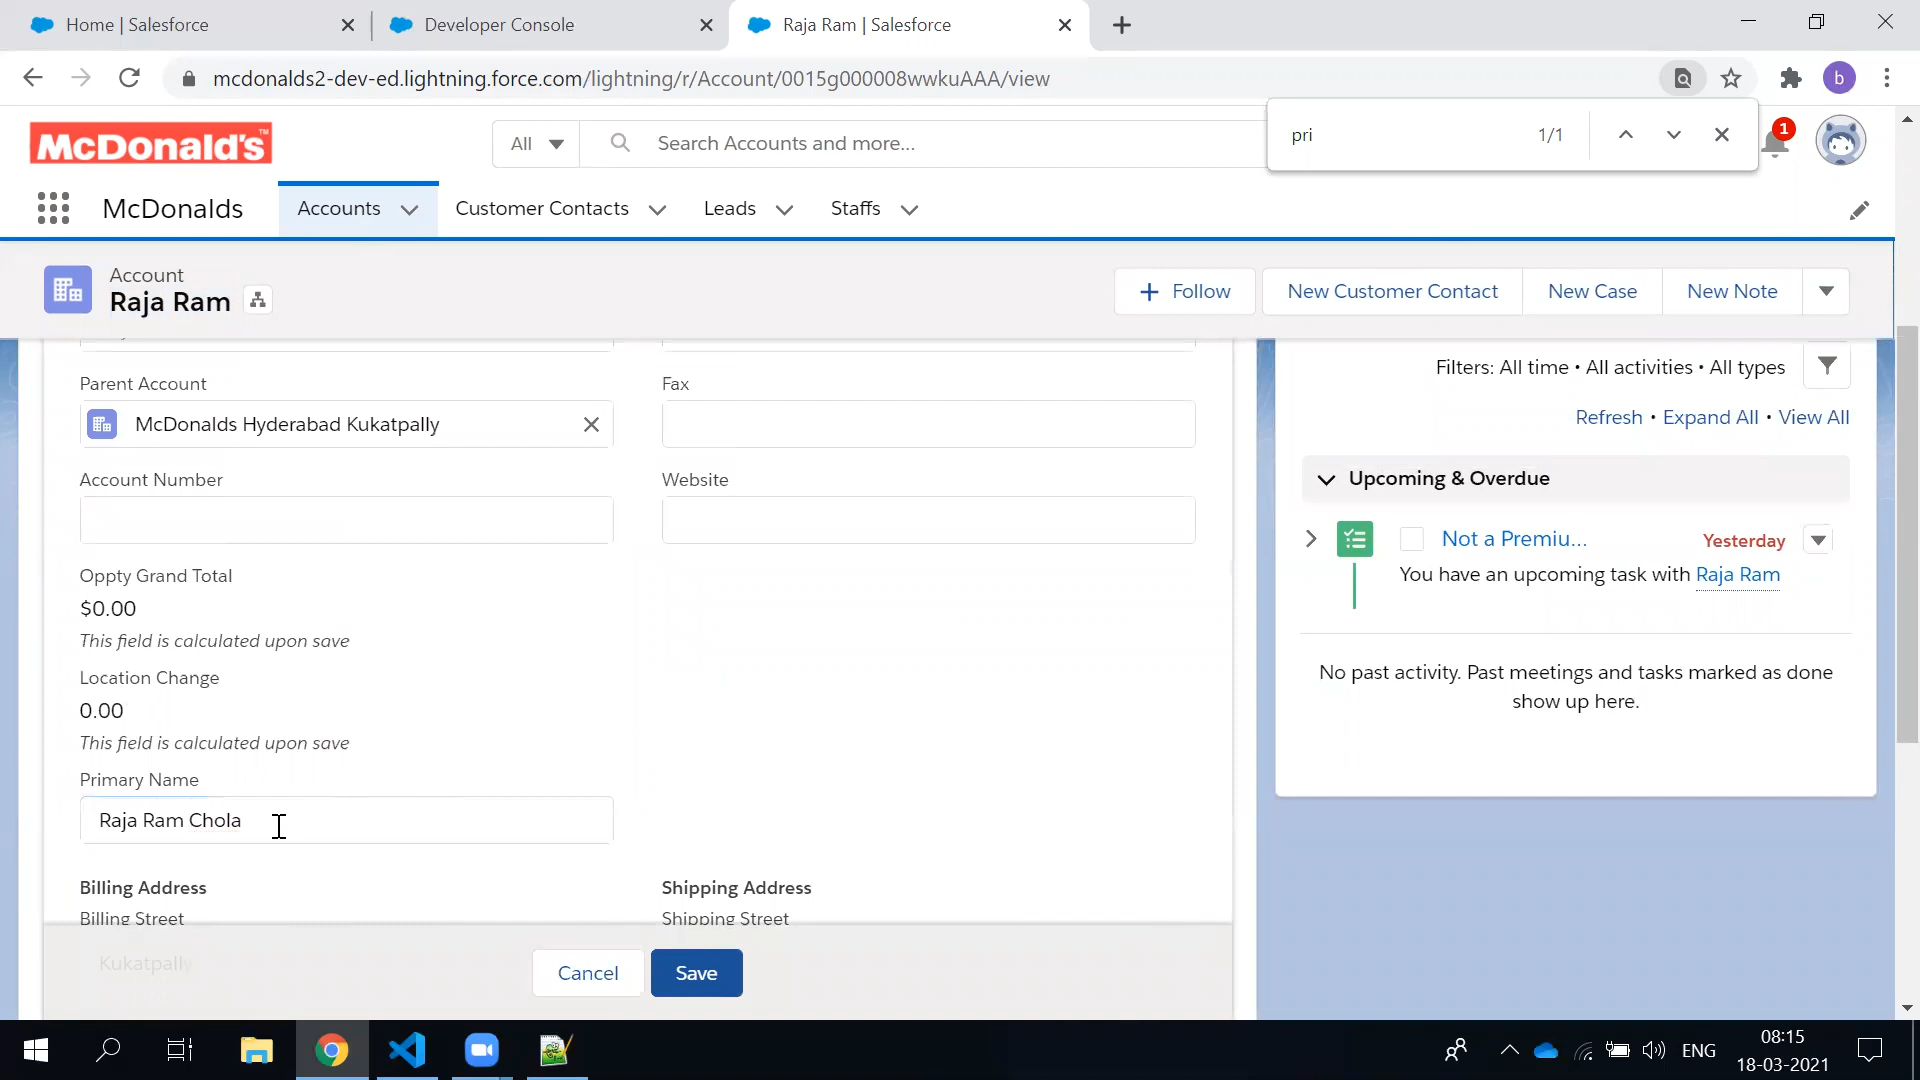 Home | Salesforce
Developer Console
Raja Ram | Salesforce
mcdonalds2-dev-ed.lightning.force.com/lightning/r/Account/0015g000008wwkuAAA/view
b
pri
1/1
McDonald's™
All
Search Accounts and more...
1
McDonalds
Accounts
Customer Contacts
Leads
Staffs
Account
Raja Ram
Follow
New Customer Contact
New Case
New Note
Parent Account
McDonalds Hyderabad Kukatpally
Fax
Account Number
Website
Oppty Grand Total
$0.00
This field is calculated upon save
Location Change
0.00
This field is calculated upon save
Primary Name
Raja Ram Chola
Billing Address
Billing Street
Kukatpally
Shipping Address
Shipping Street
Cancel
Save
Filters: All time • All activities • All types
Refresh • Expand All • View All
Upcoming & Overdue
Not a Premiu...
Yesterday
You have an upcoming task with Raja Ram
No past activity. Past meetings and tasks marked as done
show up here.
ENG
08:15
18-03-2021